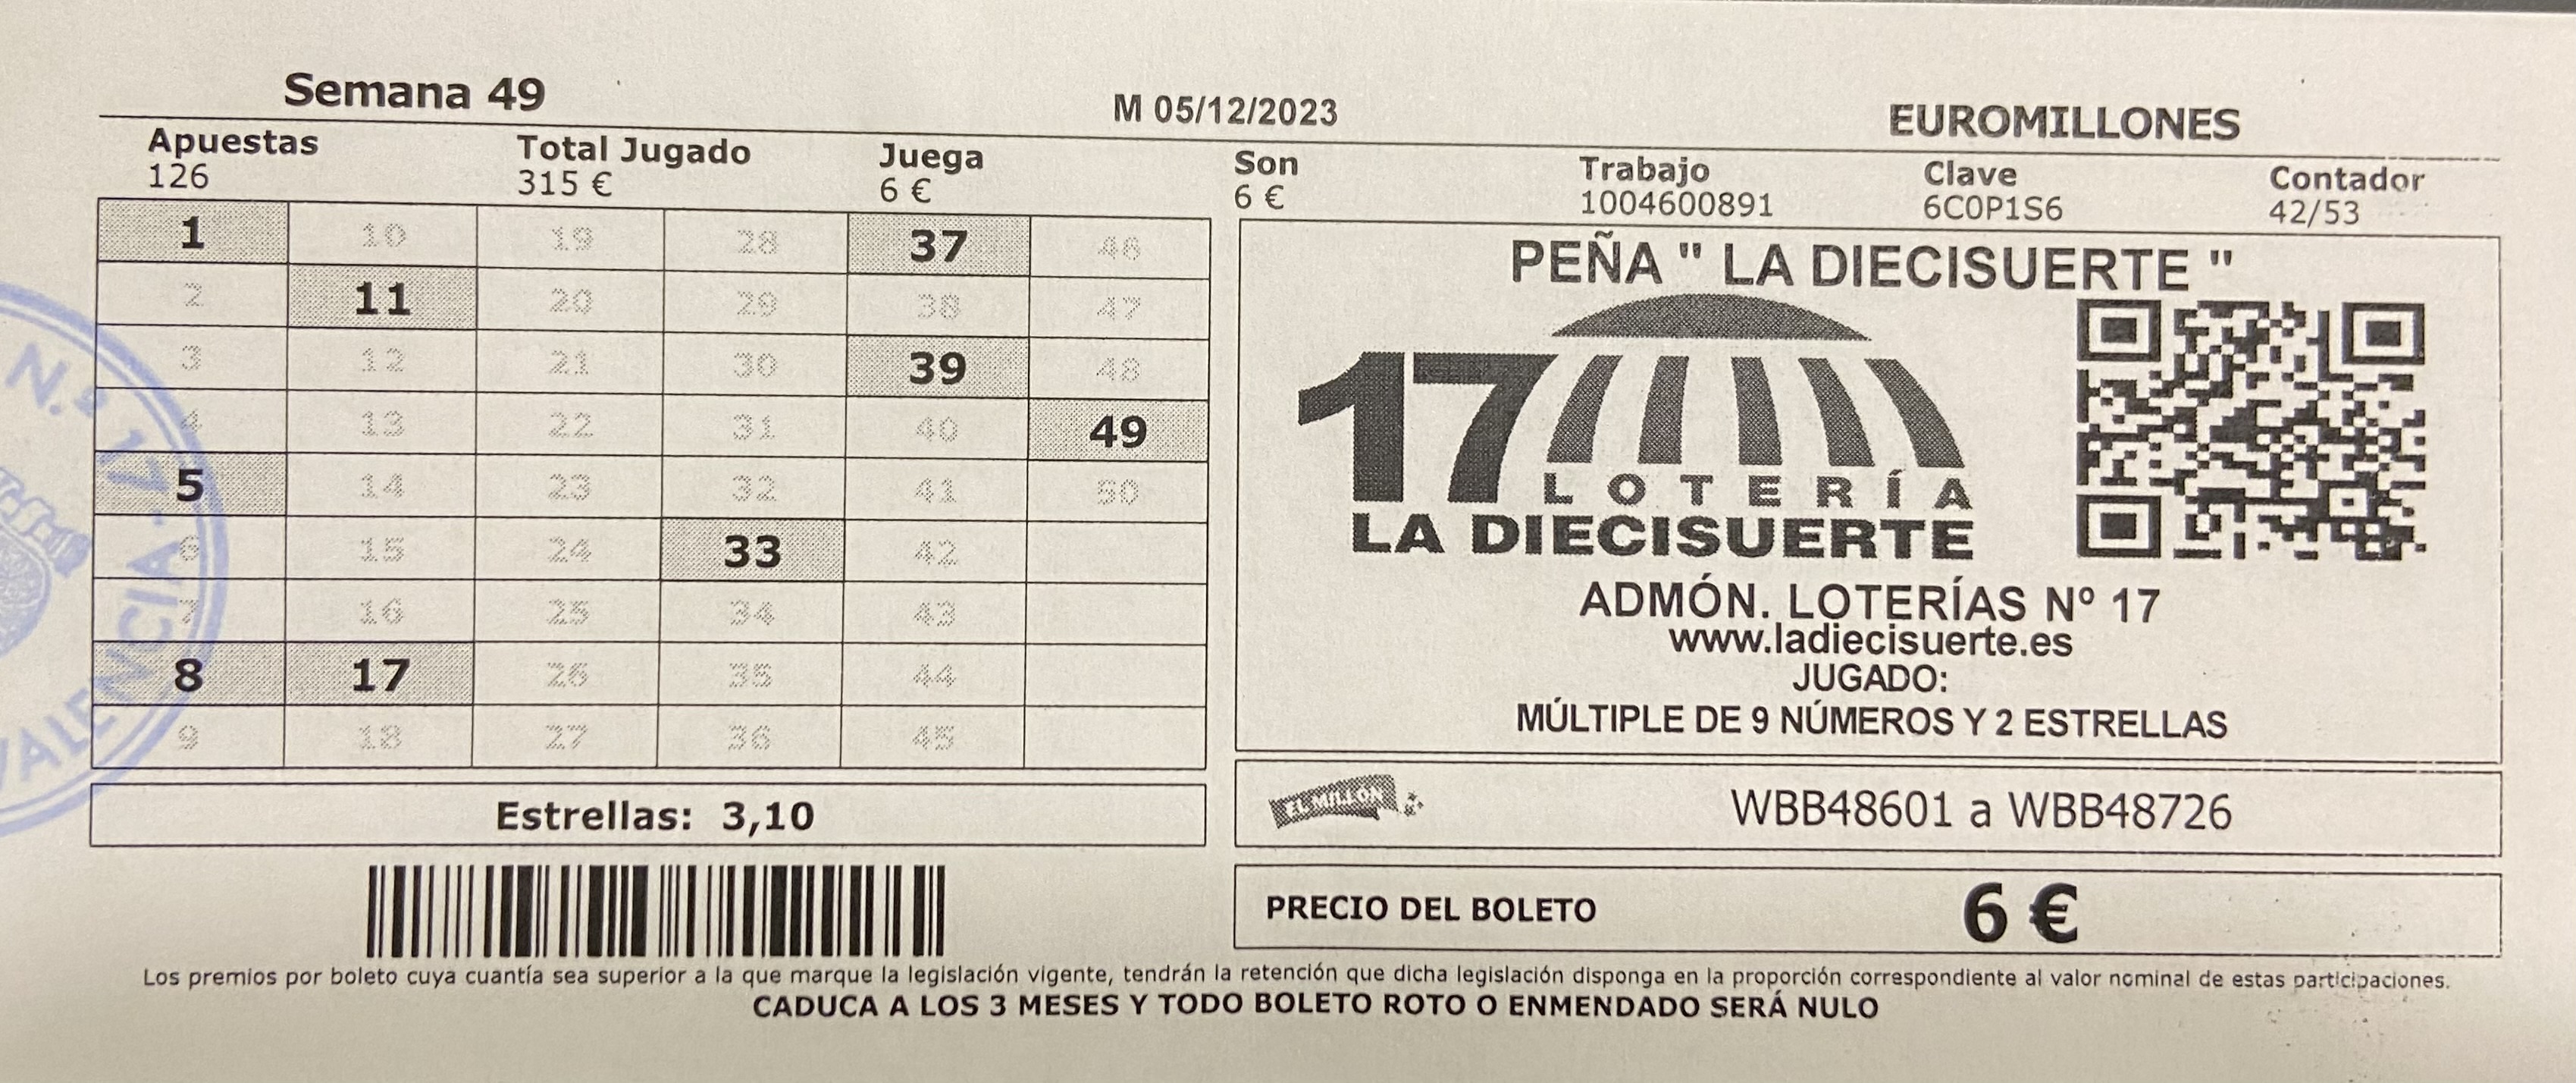 Semana 49
M 05/12/2023
EUROMILLONES
Apuestas Total Jugado Juega Son Trabajo Clave Contador
126 315 € 6 € 6 € 1004600891 6C0P1S6 42/53
1 10 19 28 37 46
2 11 20 29 38 47
3 12 21 30 39 48
4 13 22 31 40 49
5 14 23 32 41 50
6 15 24 33 42
7 16 25 34 43
8 17 26 35 44
9 18 27 36 45
Estrellas: 3,10
PEÑA " LA DIECISUERTE "
17
LOTERÍA
LA DIECISUERTE
ADMÓN. LOTERÍAS Nº 17
www.ladiecisuerte.es
JUGADO:
MÚLTIPLE DE 9 NÚMEROS Y 2 ESTRELLAS
EL MILLÓN
WBB48601 a WBB48726
PRECIO DEL BOLETO 6 €
Los premios por boleto cuya cuantía sea superior a la que marque la legislación vigente, tendrán la retención que dicha legislación disponga en la proporción correspondiente al valor nominal de estas participaciones.
CADUCA A LOS 3 MESES Y TODO BOLETO ROTO O ENMENDADO SERÁ NULO
N.º 17 - VALENCIA